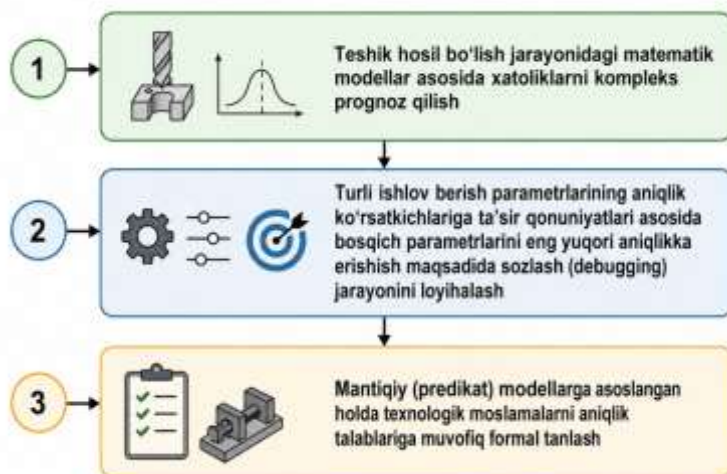 1
Teshik hosil bo‘lish jarayonidagi matematik
modellar asosida xatoliklarni kompleks
prognoz qilish
2
Turli ishlov berish parametrlarining aniqlik
ko‘rsatkichlariga ta’sir qonuniyatlari asosida
bosqich parametrlarini eng yuqori aniqlikka
erishish maqsadida sozlash (debugging)
jarayonini loyihalash
3
Mantiqiy (predikat) modellarga asoslangan
holda texnologik moslamalarni aniqlik
talablariga muvofiq formal tanlash